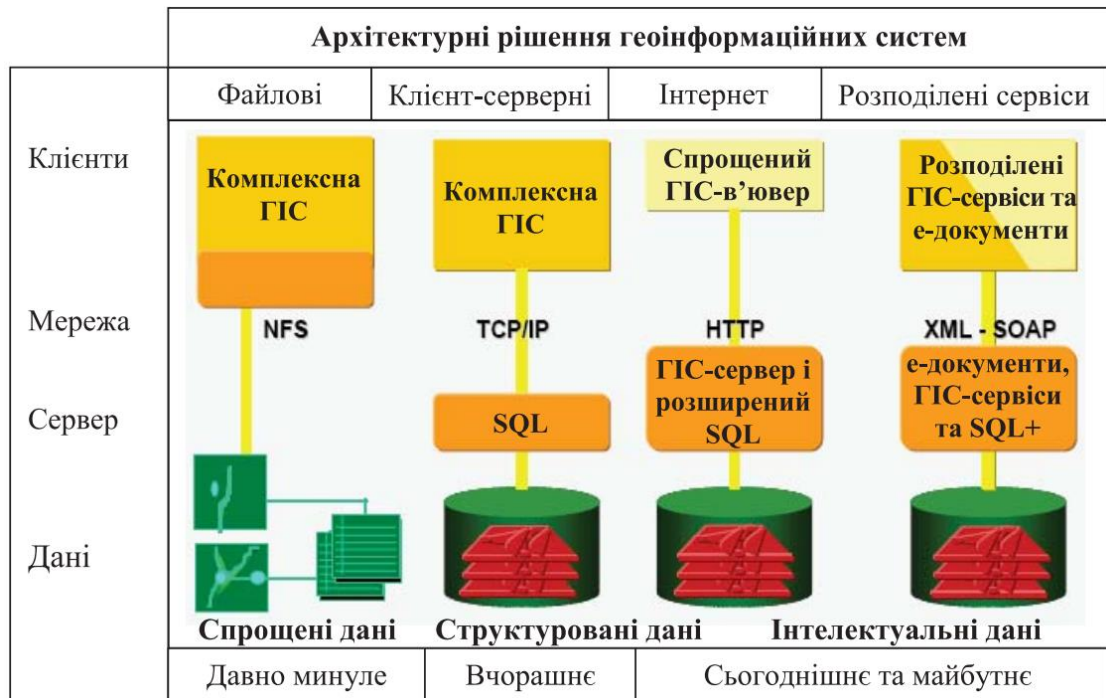 Архітектурні рішення геоінформаційних систем
Файлові
Клієнт-серверні
Інтернет
Розподілені сервіси
Клієнти
Комплексна
ГІС
Комплексна
ГІС
Спрощений
ГІС-в’ювер
Розподілені
ГІС-сервіси та
е-документи
Мережа
NFS
TCP/IP
HTTP
XML - SOAP
Сервер
SQL
ГІС-сервер і
розширений
SQL
е-документи,
ГІС-сервіси
та SQL+
Дані
Спрощені дані
Структуровані дані
Інтелектуальні дані
Давно минуле
Вчорашнє
Сьогоднішнє та майбутнє